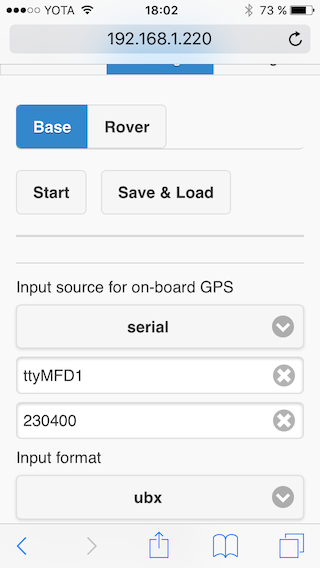 YOTA 18:02 73 %
192.168.1.220
Base Rover
Start Save & Load
Input source for on-board GPS
serial
ttyMFD1
230400
Input format
ubx